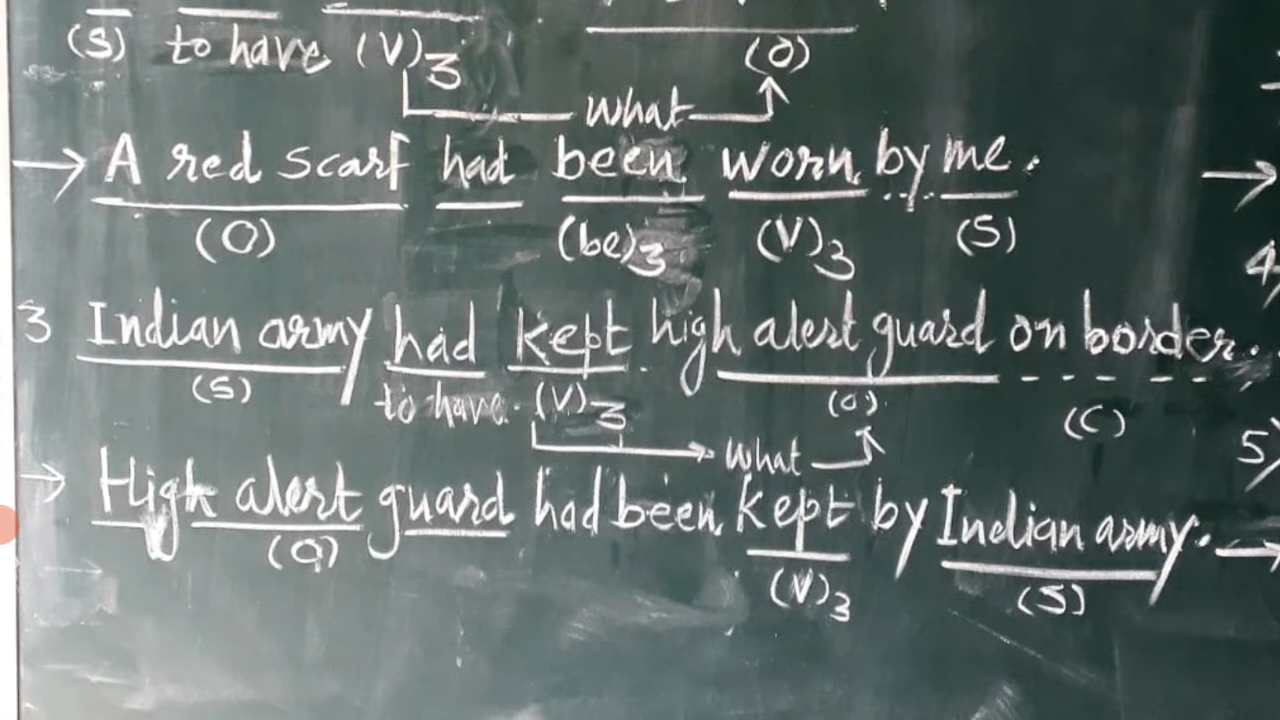 (S) to have (V)3 (O)
what
→ A red scarf had been worn by me.
(O) (be)3 (V)3 (S)
4)
3 Indian army had kept high alert guard on border.
(S) to have (V)3 (O) (C)
5)
what
→ High alert guard had been kept by Indian army.
(O) (V)3 (S)